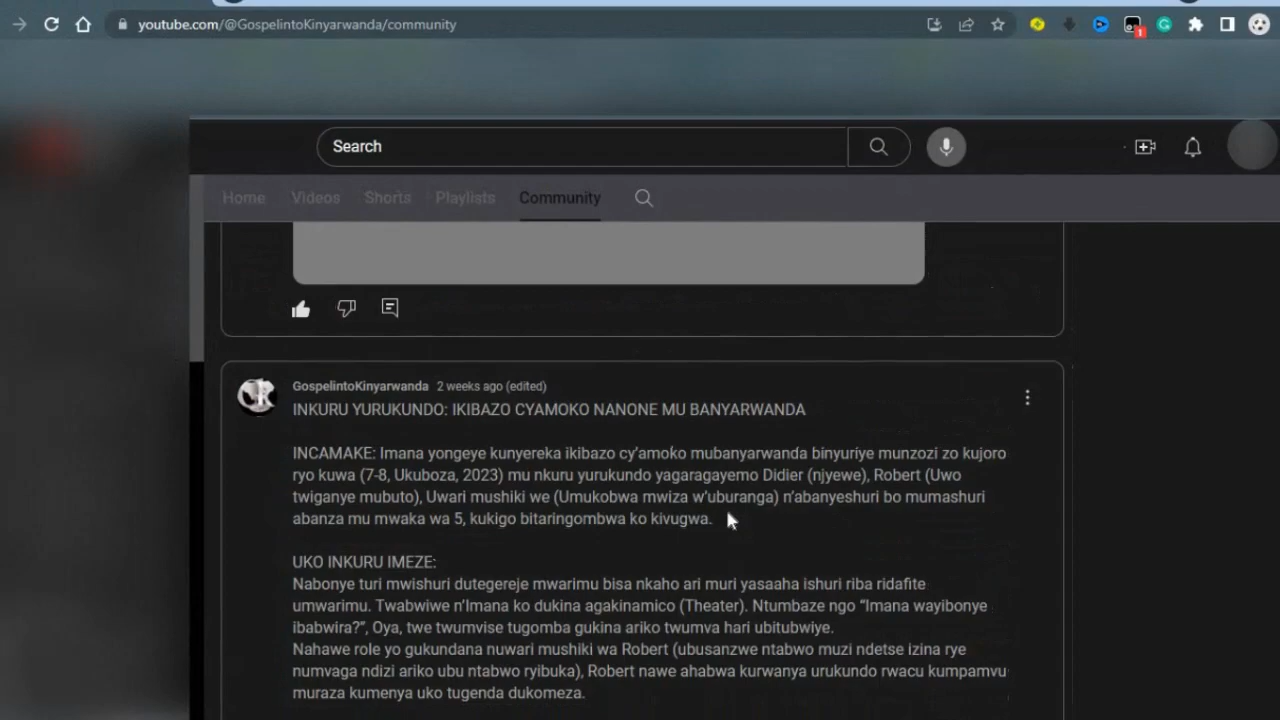 youtube.com/@GospelintoKinyarwanda/community
1
Search
Home Videos Shorts Playlists Community
GospelintoKinyarwanda 2 weeks ago (edited)
INKURU YURUKUNDO: IKIBAZO CYAMOKO NANONE MU BANYARWANDA
INCAMAKE: Imana yongeye kunyereka ikibazo cy'amoko mubanyarwanda binyuriye munzozi zo kujoro
ryo kuwa (7-8, Ukuboza, 2023) mu nkuru yurukundo yagaragayemo Didier (njyewe), Robert (Uwo
twiganye mubuto), Uwari mushiki we (Umukobwa mwiza w'uburanga) n'abanyeshuri bo mumashuri
abanza mu mwaka wa 5, kukigo bitaringombwa ko kivugwa.
UKO INKURU IMEZE:
Nabonye turi mwishuri dutegereje mwarimu bisa nkaho ari muri yasaaha ishuri riba ridafite
umwarimu. Twabwiwe n'Imana ko dukina agakinamico (Theater). Ntumbaze ngo "Imana wayibonye
ibabwira?", Oya, twe twumvise tugomba gukina ariko twumva hari ubitubwiye.
Nahawe role yo gukundana nuwari mushiki wa Robert (ubusanzwe ntabwo muzi ndetse izina rye
numvaga ndizi ariko ubu ntabwo ryibuka), Robert nawe ahabwa kurwanya urukundo rwacu kumpamvu
muraza kumenya uko tugenda dukomeza.